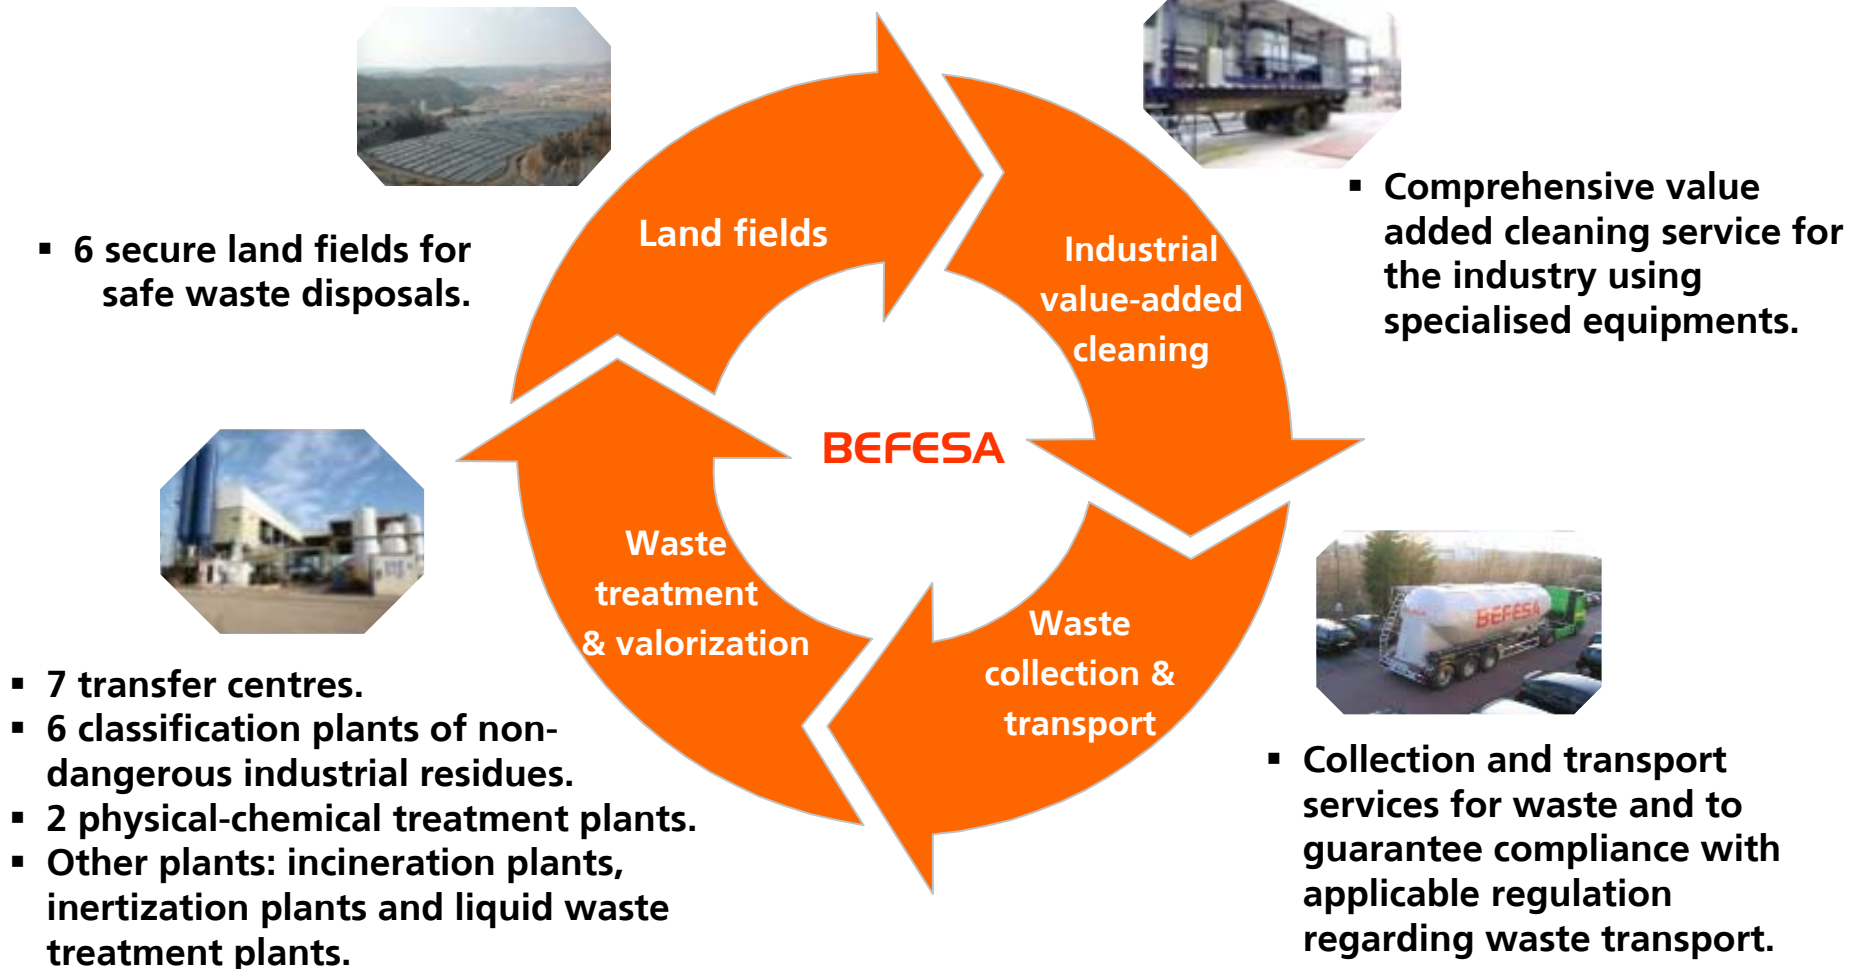 Land fields
▪ 6 secure land fields for
safe waste disposals.
Industrial
value-added
cleaning
▪ Comprehensive value
added cleaning service for
the industry using
specialised equipments.
BEFESA
Waste
treatment
& valorization
Waste
collection &
transport
BEFESA
▪ 7 transfer centres.
▪ 6 classification plants of non-
dangerous industrial residues.
▪ 2 physical-chemical treatment plants.
▪ Other plants: incineration plants,
inertization plants and liquid waste
treatment plants.
▪ Collection and transport
services for waste and to
guarantee compliance with
applicable regulation
regarding waste transport.